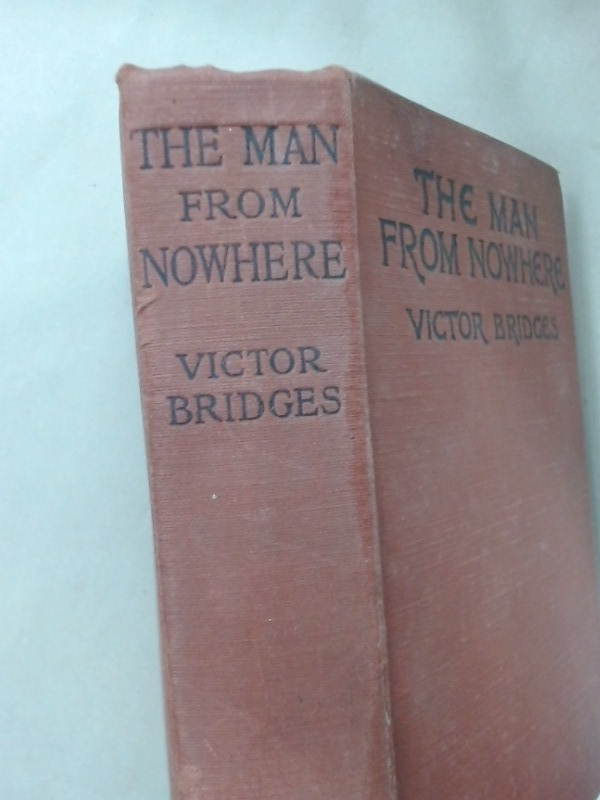 THE MAN
FROM
NOWHERE
VICTOR
BRIDGES
THE MAN
FROM NOWHERE
VICTOR BRIDGES